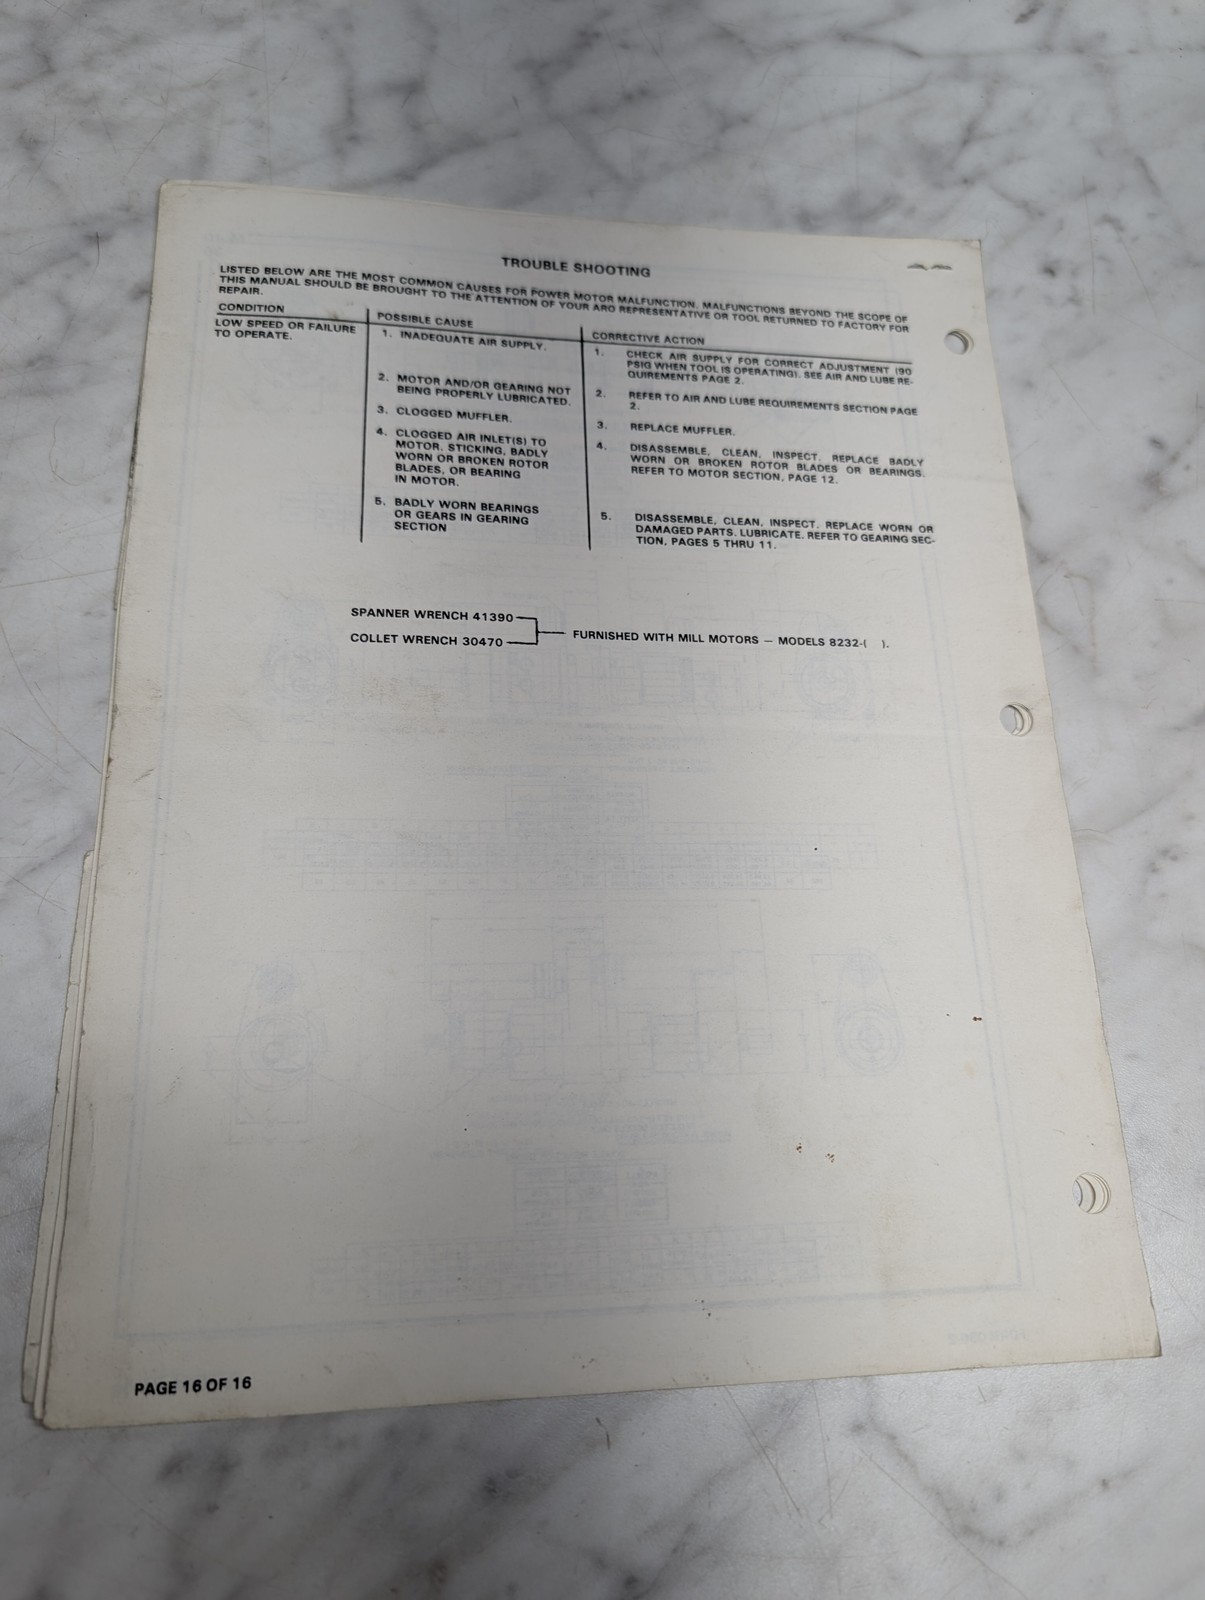 TROUBLE SHOOTING
LISTED BELOW ARE THE MOST COMMON CAUSES FOR POWER MOTOR MALFUNCTION. MALFUNCTIONS BEYOND THE SCOPE OF
THIS MANUAL SHOULD BE BROUGHT TO THE ATTENTION OF YOUR ARO REPRESENTATIVE OR TOOL RETURNED TO FACTORY FOR
REPAIR.
CONDITION
LOW SPEED OR FAILURE
TO OPERATE.
POSSIBLE CAUSE
1. INADEQUATE AIR SUPPLY.
2. MOTOR AND/OR GEARING NOT
BEING PROPERLY LUBRICATED.
3. CLOGGED MUFFLER.
4. CLOGGED AIR INLET(S) TO
MOTOR. STICKING, BADLY
WORN OR BROKEN ROTOR
BLADES, OR BEARING
IN MOTOR.
5. BADLY WORN BEARINGS
OR GEARS IN GEARING
SECTION
CORRECTIVE ACTION
1. CHECK AIR SUPPLY FOR CORRECT ADJUSTMENT (90
PSIG WHEN TOOL IS OPERATING). SEE AIR AND LUBE RE-
QUIREMENTS PAGE 2.
2. REFER TO AIR AND LUBE REQUIREMENTS SECTION PAGE
2.
3. REPLACE MUFFLER.
4. DISASSEMBLE, CLEAN, INSPECT. REPLACE BADLY
WORN OR BROKEN ROTOR BLADES OR BEARINGS.
REFER TO MOTOR SECTION, PAGE 12.
5. DISASSEMBLE, CLEAN, INSPECT. REPLACE WORN OR
DAMAGED PARTS. LUBRICATE. REFER TO GEARING SEC-
TION, PAGES 5 THRU 11.
SPANNER WRENCH 41390
COLLET WRENCH 30470
FURNISHED WITH MILL MOTORS — MODELS 8232-( ).
PAGE 16 OF 16